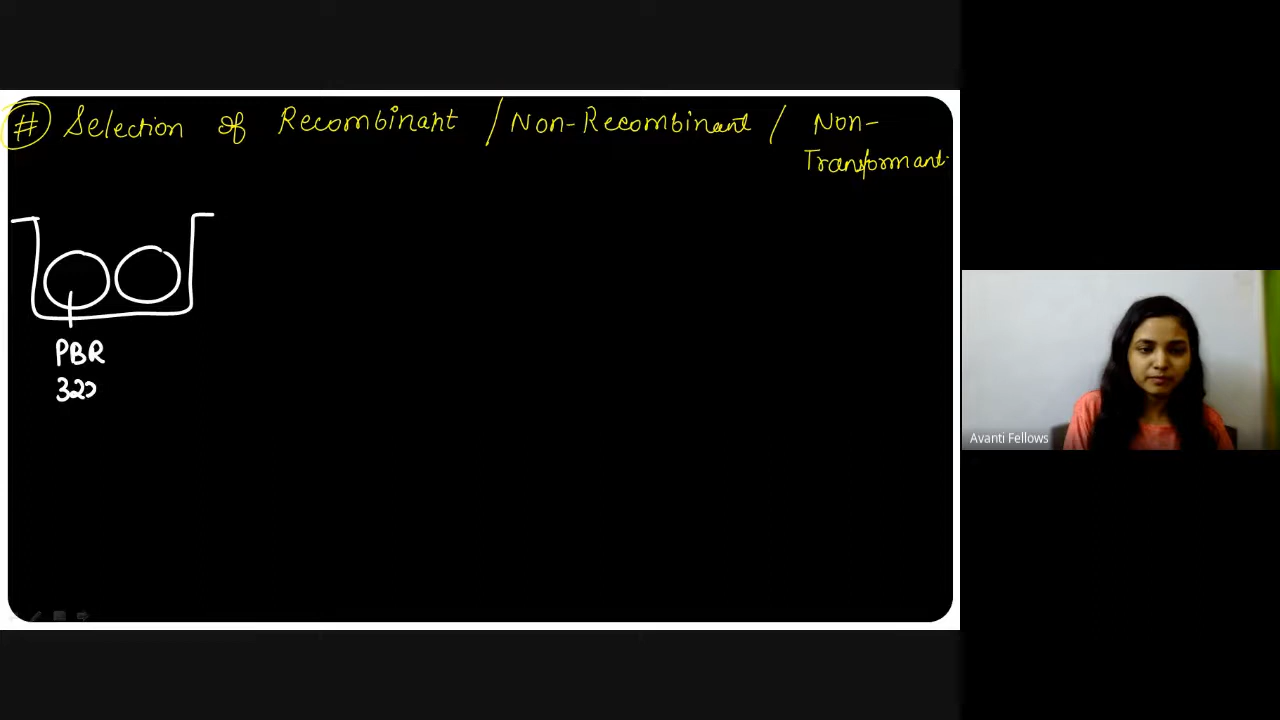 # Selection of Recombinant / Non-Recombinant / Non-
Transformant
PBR
322
Avanti Fellows